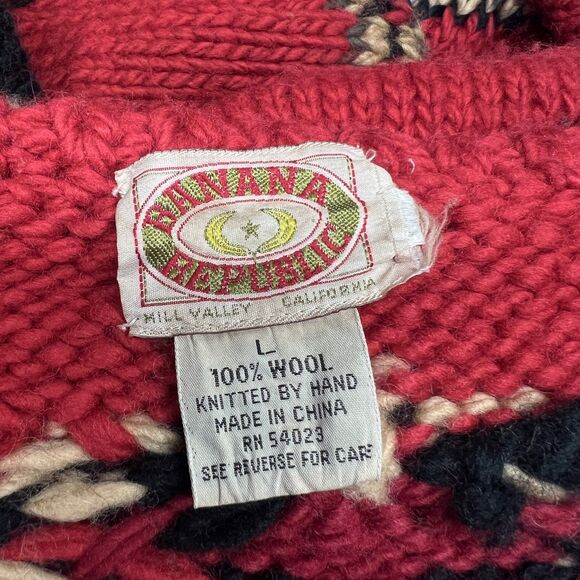 BANANA
REPUBLIC
MILL VALLEY CALIFORNIA
L
100% WOOL
KNITTED BY HAND
MADE IN CHINA
RN 54023
SEE REVERSE FOR CARE